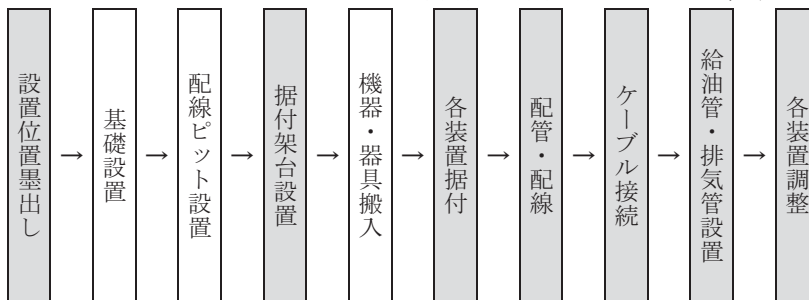 設置位置墨出し
→
基礎設置
→
配線ピット設置
→
据付架台設置
→
機器・器具搬入
→
各装置据付
→
配管・配線
→
ケーブル接続
→
給油管・排気管設置
→
各装置調整